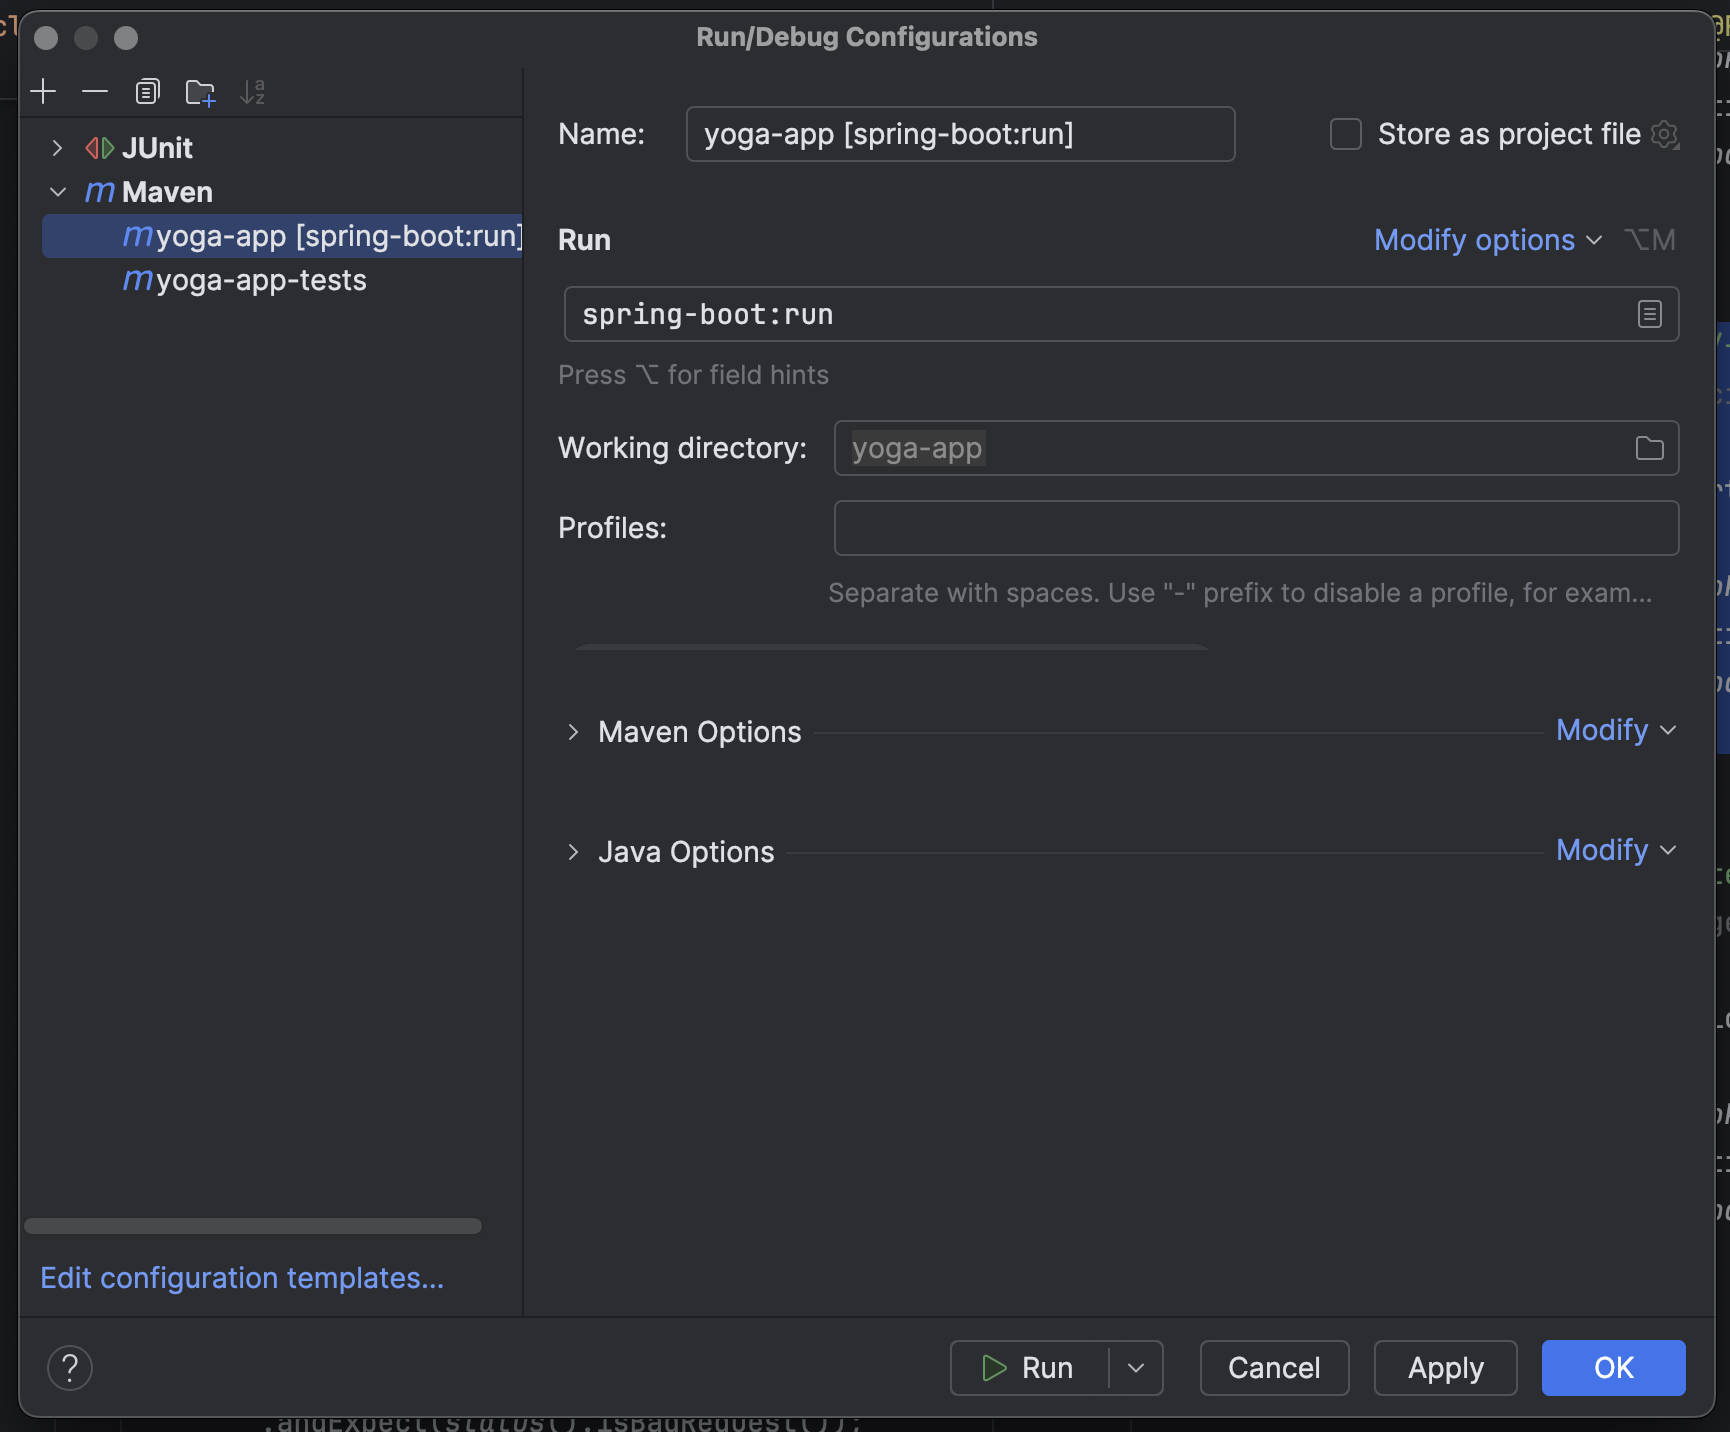 Run/Debug Configurations
JUnit
Maven
yoga-app [spring-boot:run]
yoga-app-tests
Name:
yoga-app [spring-boot:run]
Store as project file
Run
Modify options
⌥M
spring-boot:run
Press ⌥ for field hints
Working directory:
yoga-app
Profiles:
Separate with spaces. Use "-" prefix to disable a profile, for exam...
Maven Options
Modify
Java Options
Modify
Edit configuration templates...
?
Run
Cancel
Apply
OK
.andExpect(status().isBadRequest());